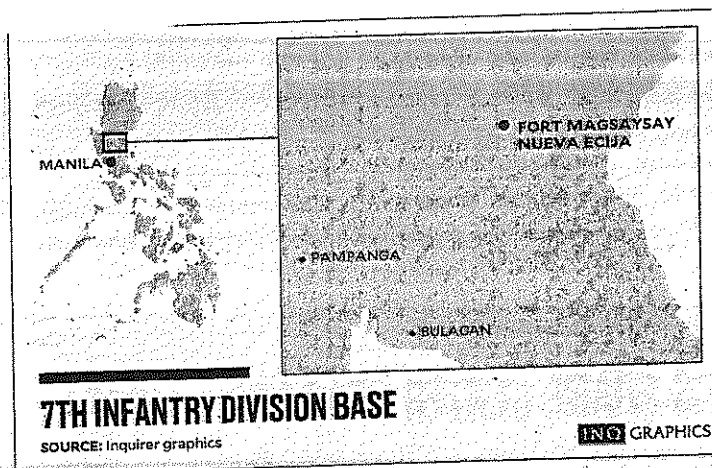 MANILA
FORT MAGSAYSAY
NUEVA ECIJA
PAMPANGA
BULACAN
7TH INFANTRY DIVISION BASE
SOURCE: Inquirer graphics
INQ GRAPHICS